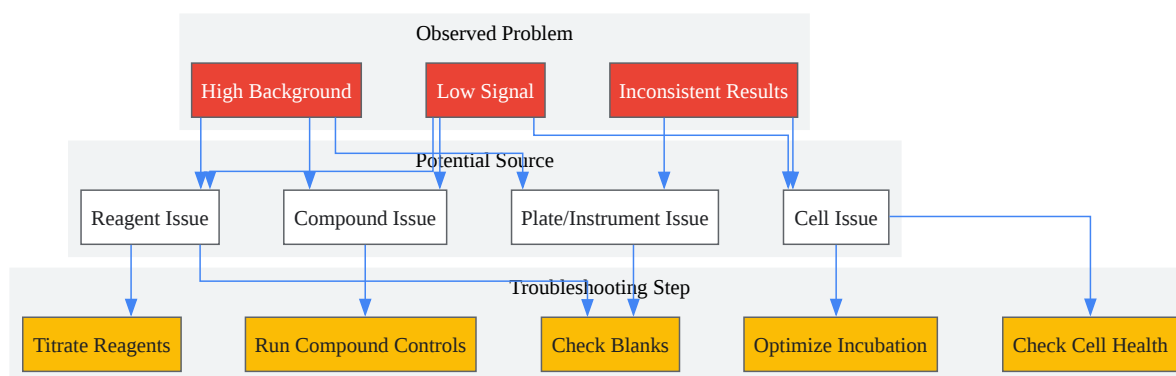 Observed Problem
High Background
Low Signal
Inconsistent Results
Potential Source
Reagent Issue
Compound Issue
Plate/Instrument Issue
Cell Issue
Troubleshooting Step
Titrate Reagents
Run Compound Controls
Check Blanks
Optimize Incubation
Check Cell Health